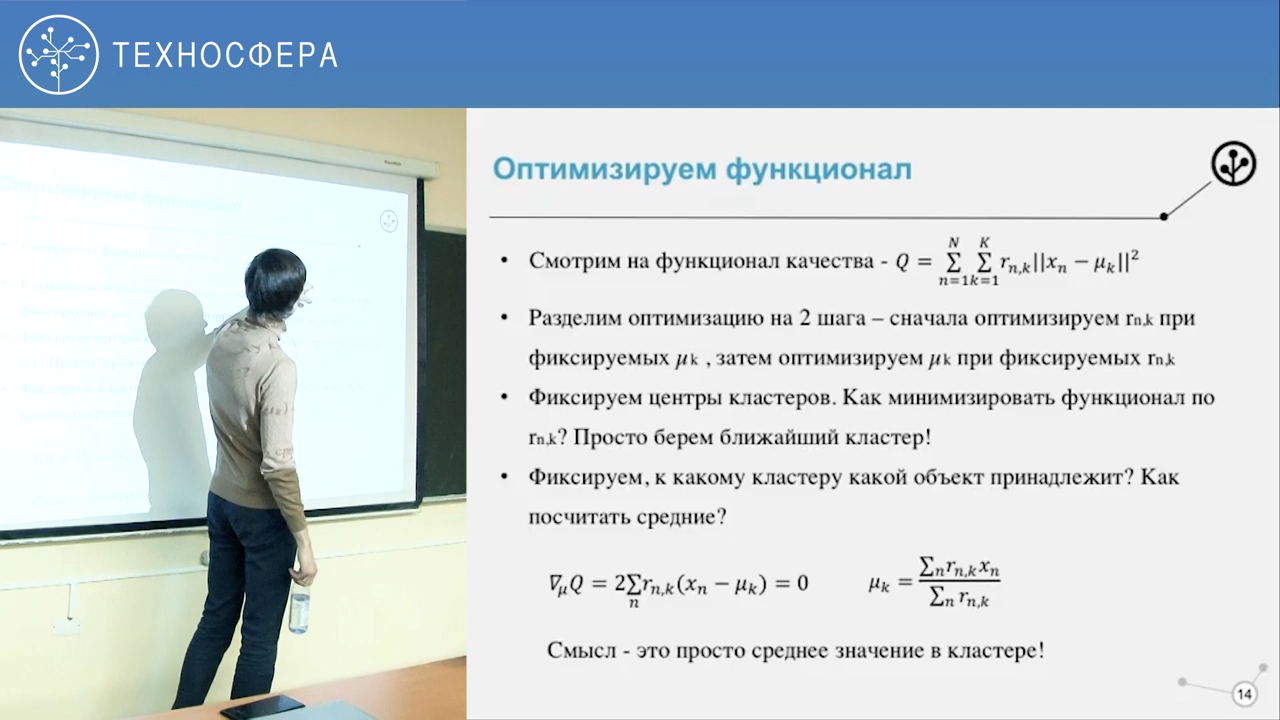 ТЕХНОСФЕРА
Оптимизируем функционал
• Смотрим на функционал качества - Q = ∑_{n=1}^{N} ∑_{k=1}^{K} r_{n,k}||x_n − μ_k||²
• Разделим оптимизацию на 2 шага – сначала оптимизируем r_{n,k} при
фиксируемых μ_k , затем оптимизируем μ_k при фиксируемых r_{n,k}
• Фиксируем центры кластеров. Как минимизировать функционал по
r_{n,k}? Просто берем ближайший кластер!
• Фиксируем, к какому кластеру какой объект принадлежит? Как
посчитать средние?
∇_μQ = 2∑_n r_{n,k}(x_n − μ_k) = 0 μ_k = ∑_n r_{n,k}x_n / ∑_n r_{n,k}
Смысл - это просто среднее значение в кластере!
14